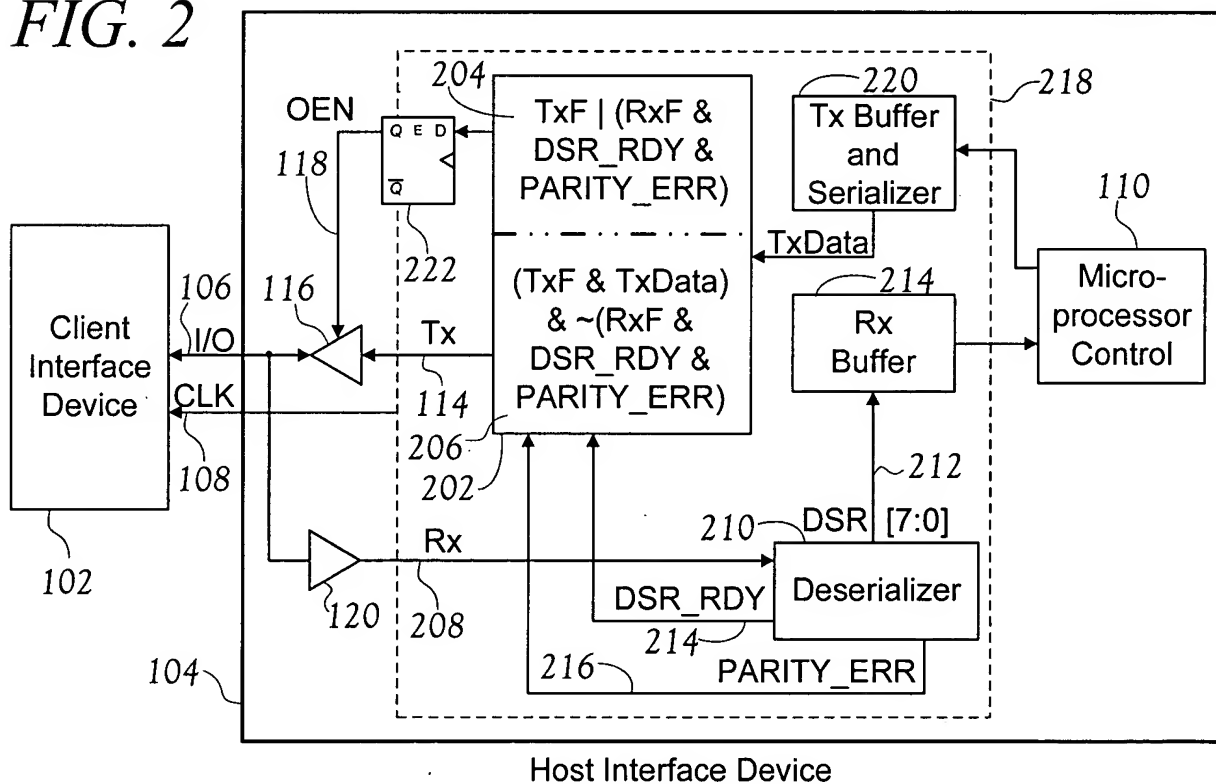 FIG. 2
OEN
118
Q E D
Q
222
204
TxF | (RxF &
DSR_RDY &
PARITY_ERR)
(TxF & TxData)
& ~(RxF &
DSR_RDY &
PARITY_ERR)
206
202
220
Tx Buffer
and
Serializer
218
TxData
110
Micro-
processor
Control
214
Rx
Buffer
212
106
I/O
116
Tx
114
Client
Interface
Device
CLK
108
102
DSR [7:0]
210
Deserializer
Rx
120
208
DSR_RDY
214
PARITY_ERR
216
104
Host Interface Device